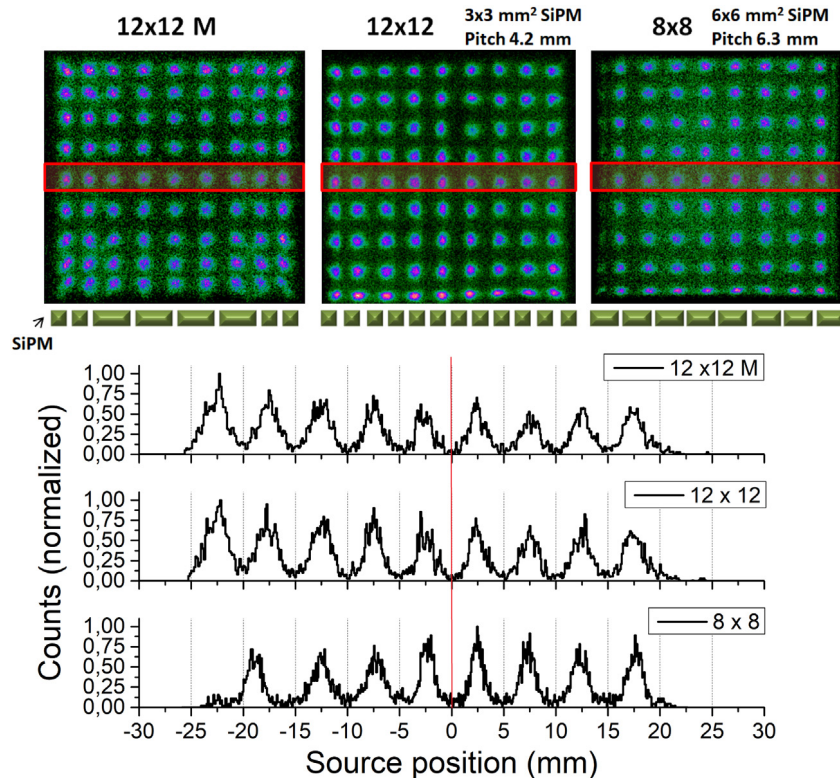 12x12 M
12x12
3x3 mm² SiPM
Pitch 4.2 mm
8x8
6x6 mm² SiPM
Pitch 6.3 mm
SiPM
Counts (normalized)
1,00
0,75
0,50
0,25
0,00
12 x12 M
1,00
0,75
0,50
0,25
0,00
12 x 12
1,00
0,75
0,50
0,25
0,00
8 x 8
-30 -25 -20 -15 -10 -5 0 5 10 15 20 25 30
Source position (mm)